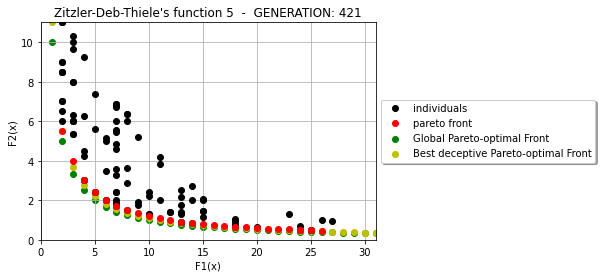 Zitzler-Deb-Thiele's function 5 - GENERATION: 421
F2(x)
10
8
6
4
2
0
0
5
10
15
20
25
30
F1(x)
individuals
pareto front
Global Pareto-optimal Front
Best deceptive Pareto-optimal Front